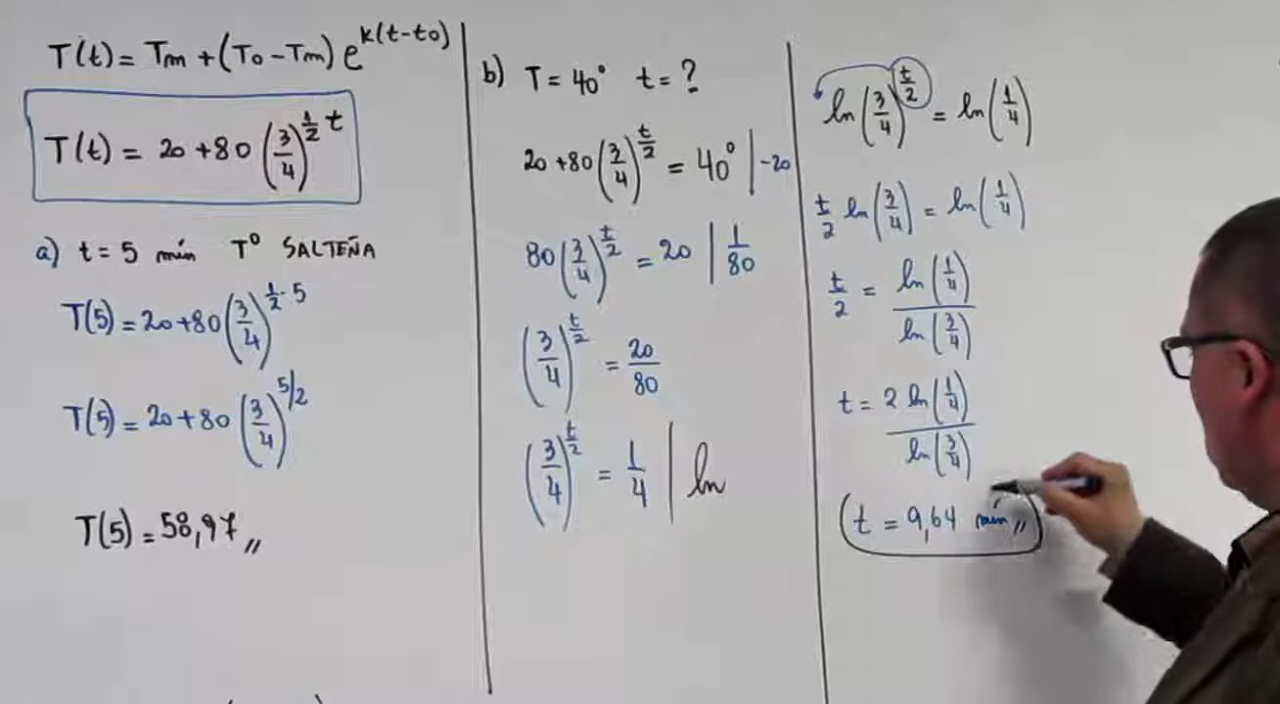 T(t) = Tm + (To - Tm) e^{k(t-to)}
T(t) = 20 + 80 (3/4)^{1/2 t}
a) t = 5 min T° SALTEÑA
T(5) = 20 + 80 (3/4)^{1/2 · 5}
T(5) = 20 + 80 (3/4)^{5/2}
T(5) = 58,97 //
b) T = 40° t = ?
20 + 80 (3/4)^{t/2} = 40° | -20
80 (3/4)^{t/2} = 20 | 1/80
(3/4)^{t/2} = 20/80
(3/4)^{t/2} = 1/4 | ln
ln (3/4)^{t/2} = ln (1/4)
t/2 ln (3/4) = ln (1/4)
t/2 = ln (1/4) / ln (3/4)
t = 2 ln (1/4) / ln (3/4)
t = 9,64 min //